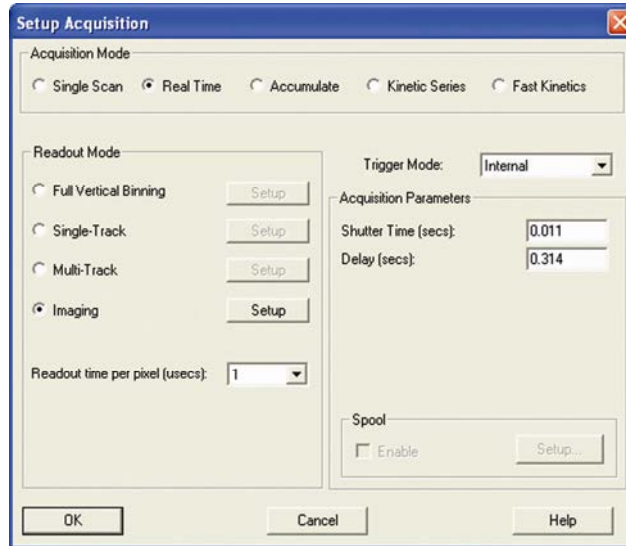 Setup Acquisition
Acquisition Mode
Single Scan Real Time Accumulate Kinetic Series Fast Kinetics
Readout Mode
Full Vertical Binning Setup
Single-Track Setup
Multi-Track Setup
Imaging Setup
Readout time per pixel (usecs): 1
Trigger Mode: Internal
Acquisition Parameters
Shutter Time (secs): 0.011
Delay (secs): 0.314
Spool
Enable Setup...
OK Cancel Help